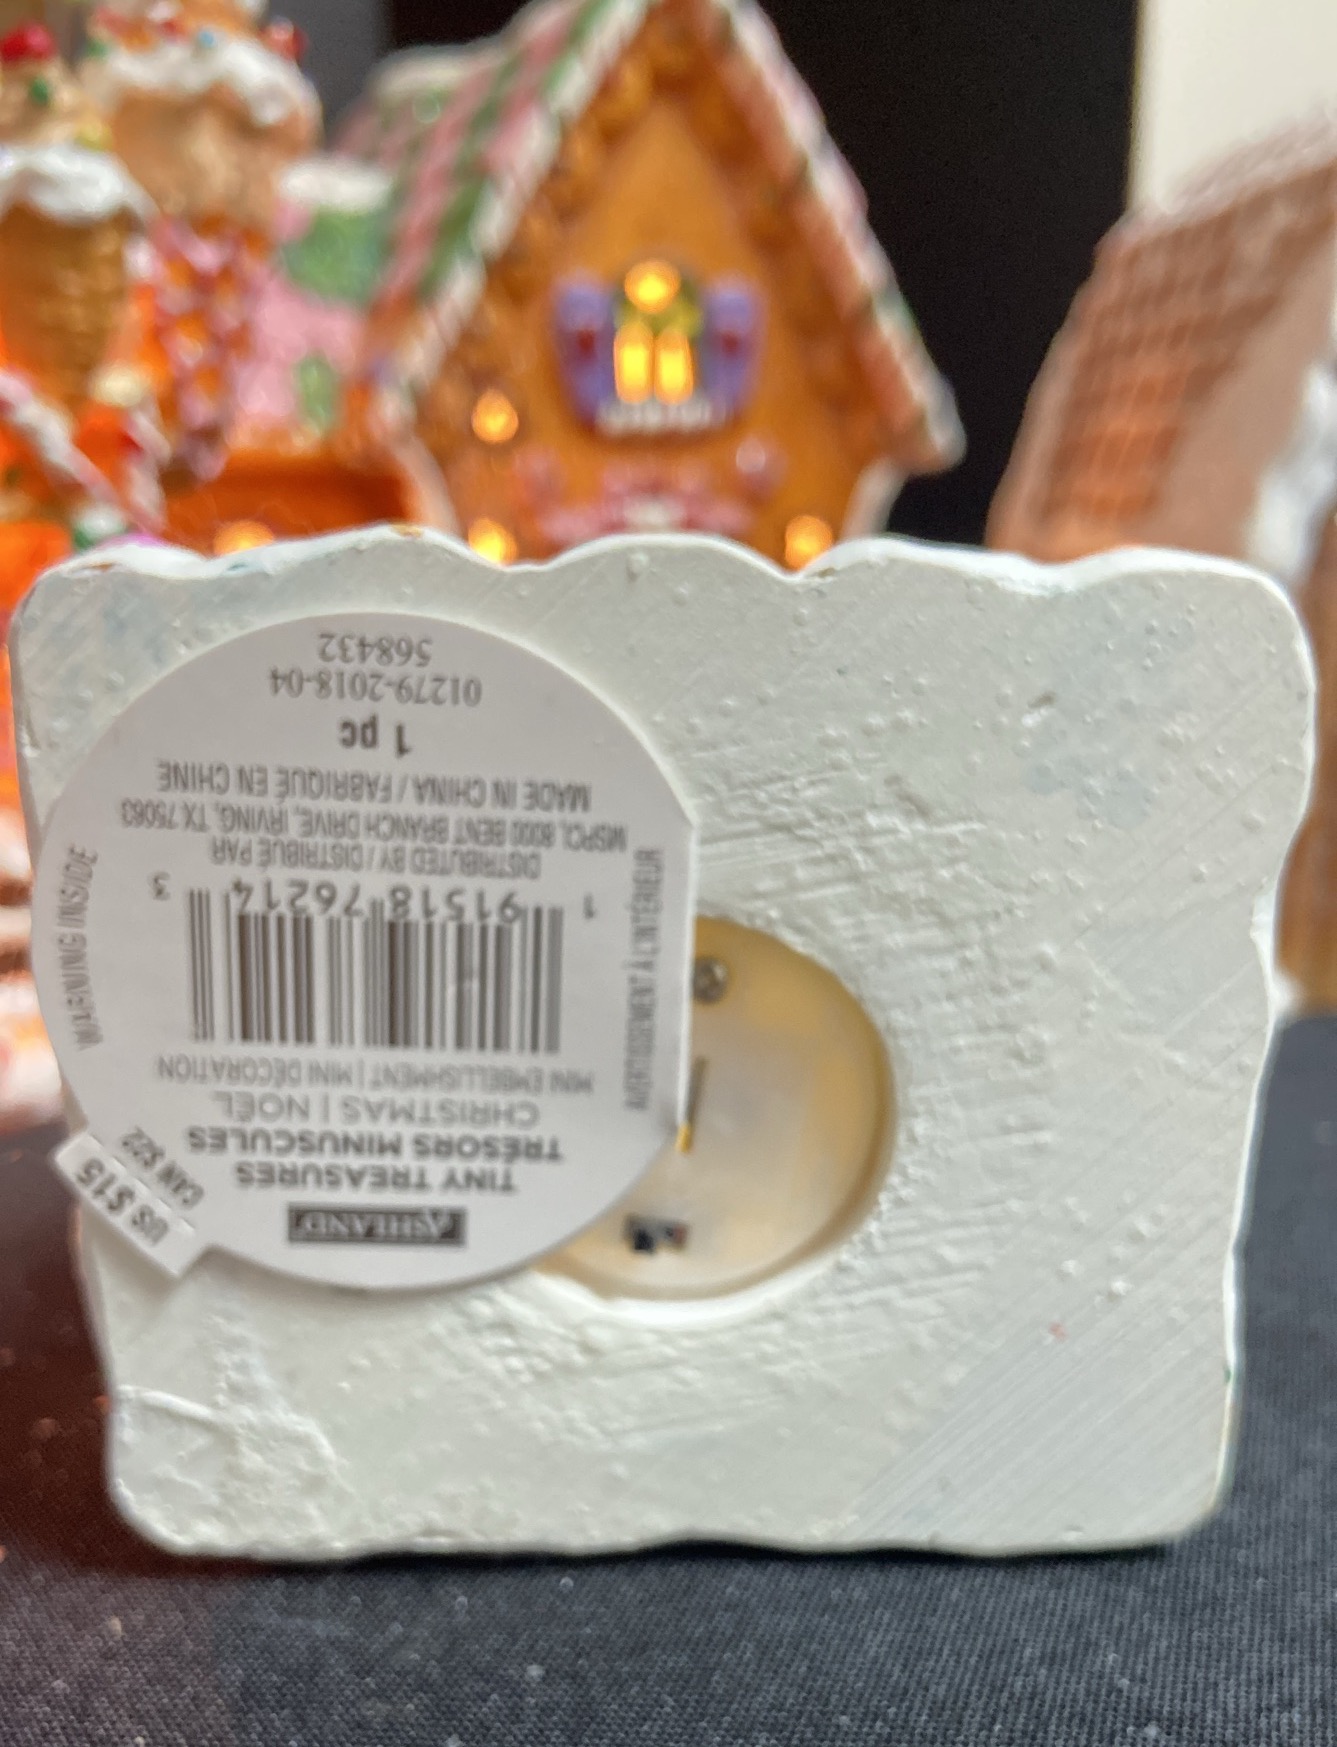 ASHLAND
TINY TREASURES
TRÉSORS MINUSCULES
CHRISTMAS | NOËL
MINI EMBELLISHMENT | MINI DÉCORATION
1 91518 76214 3
DISTRIBUTED BY / DISTRIBUÉ PAR
MSPCI, 8000 BENT BRANCH DRIVE, IRVING, TX 75063
MADE IN CHINA / FABRIQUÉ EN CHINE
1 pc
01279-2018-04
568432
AVERTISSEMENT À L'INTÉRIEUR
WARNING INSIDE
US $15
CAN $22